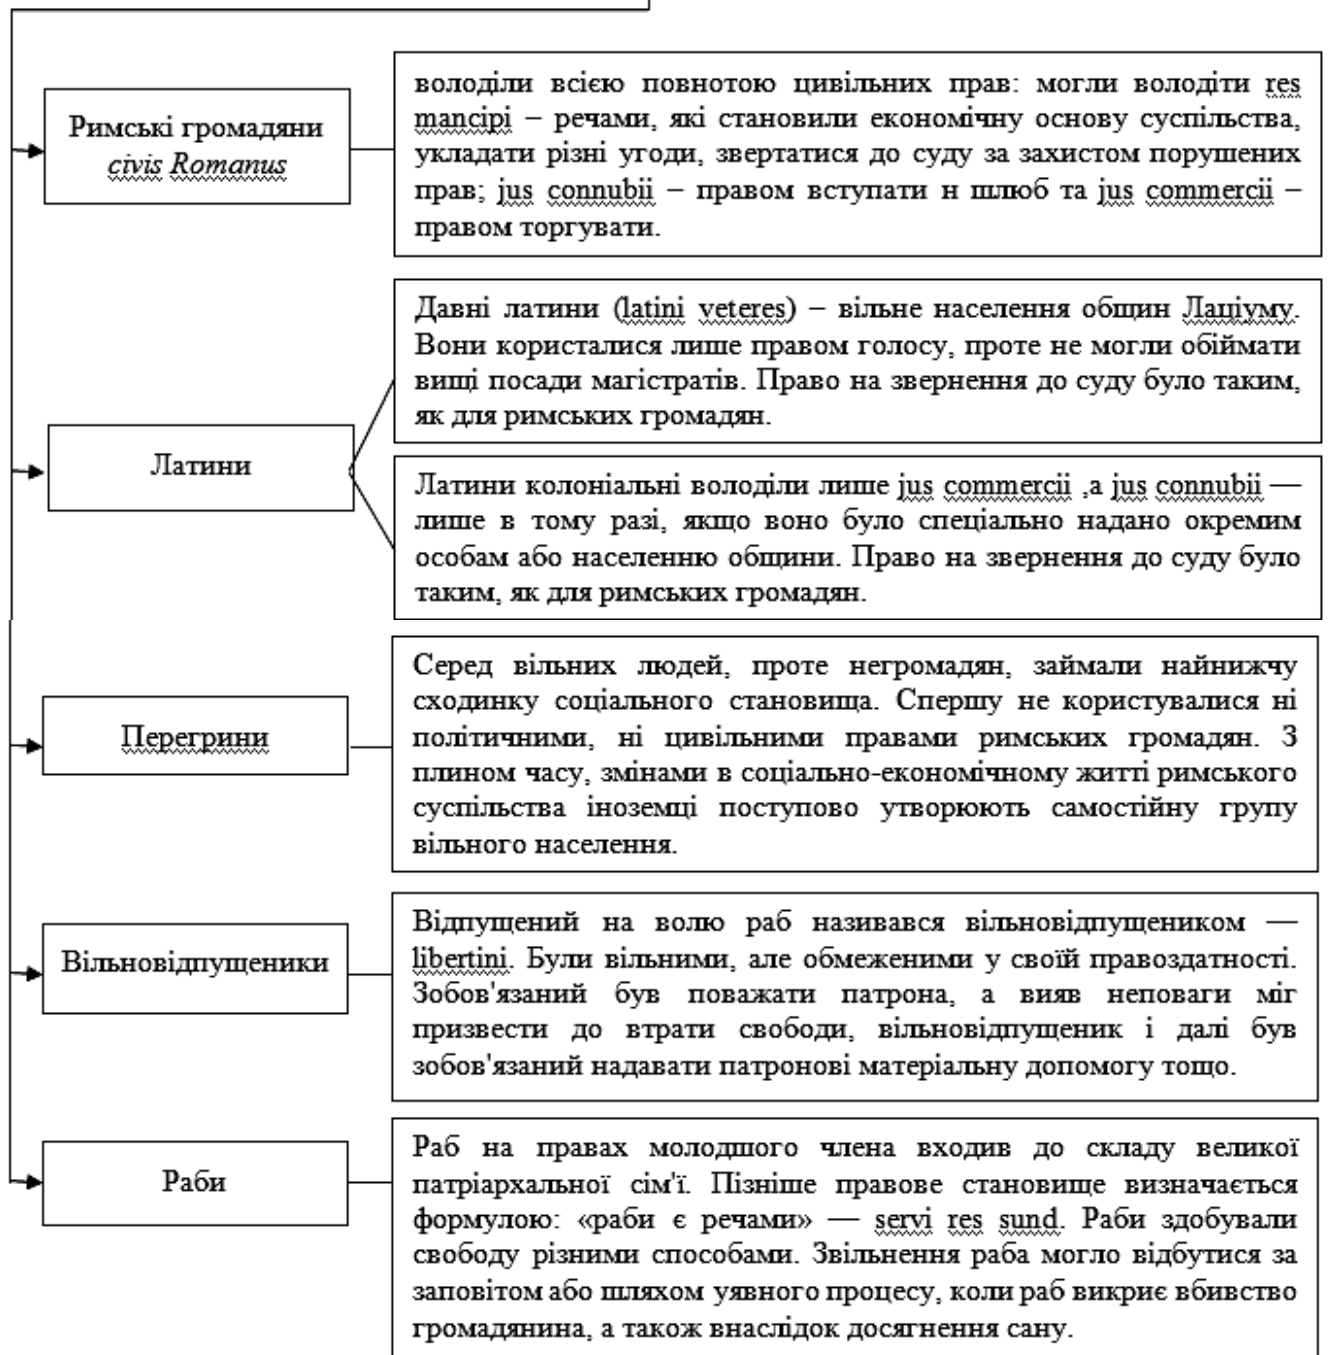 Римські громадяни
civis Romanus
володіли всією повнотою цивільних прав: могли володіти res
mancipi – речами, які становили економічну основу суспільства,
укладати різні угоди, звертатися до суду за захистом порушених
прав; jus connubii – правом вступати н шлюб та jus commercii –
правом торгувати.
Латини
Давні латини (latini veteres) – вільне населення общин Лаціуму.
Вони користалися лише правом голосу, проте не могли обіймати
вищі посади магістратів. Право на звернення до суду було таким,
як для римських громадян.
Латини колоніальні володіли лише jus commercii ,а jus connubii —
лише в тому разі, якщо воно було спеціально надано окремим
особам або населенню общини. Право на звернення до суду було
таким, як для римських громадян.
Перегрини
Серед вільних людей, проте негромадян, займали найнижчу
сходинку соціального становища. Спершу не користувалися ні
політичними, ні цивільними правами римських громадян. З
плином часу, змінами в соціально-економічному житті римського
суспільства іноземці поступово утворюють самостійну групу
вільного населення.
Вільновідпущеники
Відпущений на волю раб називався вільновідпущеником —
libertini. Були вільними, але обмеженими у своїй правоздатності.
Зобов'язаний був поважати патрона, а вияв неповаги міг
призвести до втрати свободи, вільновідпущеник і далі був
зобов'язаний надавати патронові матеріальну допомогу тощо.
Раби
Раб на правах молодшого члена входив до складу великої
патріархальної сім'ї. Пізніше правове становище визначається
формулою: «раби є речами» — servi res sund. Раби здобували
свободу різними способами. Звільнення раба могло відбутися за
заповітом або шляхом уявного процесу, коли раб викриє вбивство
громадянина, а також внаслідок досягнення сану.